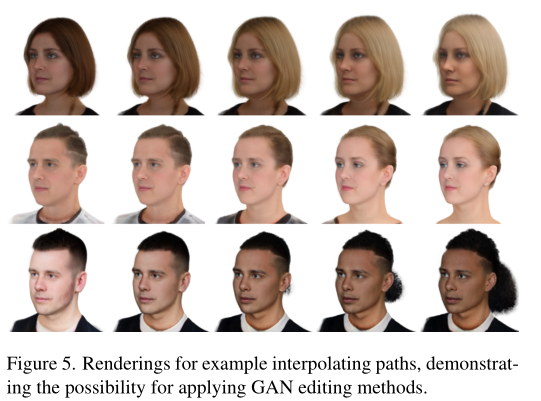 Figure 5. Renderings for example interpolating paths, demonstrat-
ing the possibility for applying GAN editing methods.